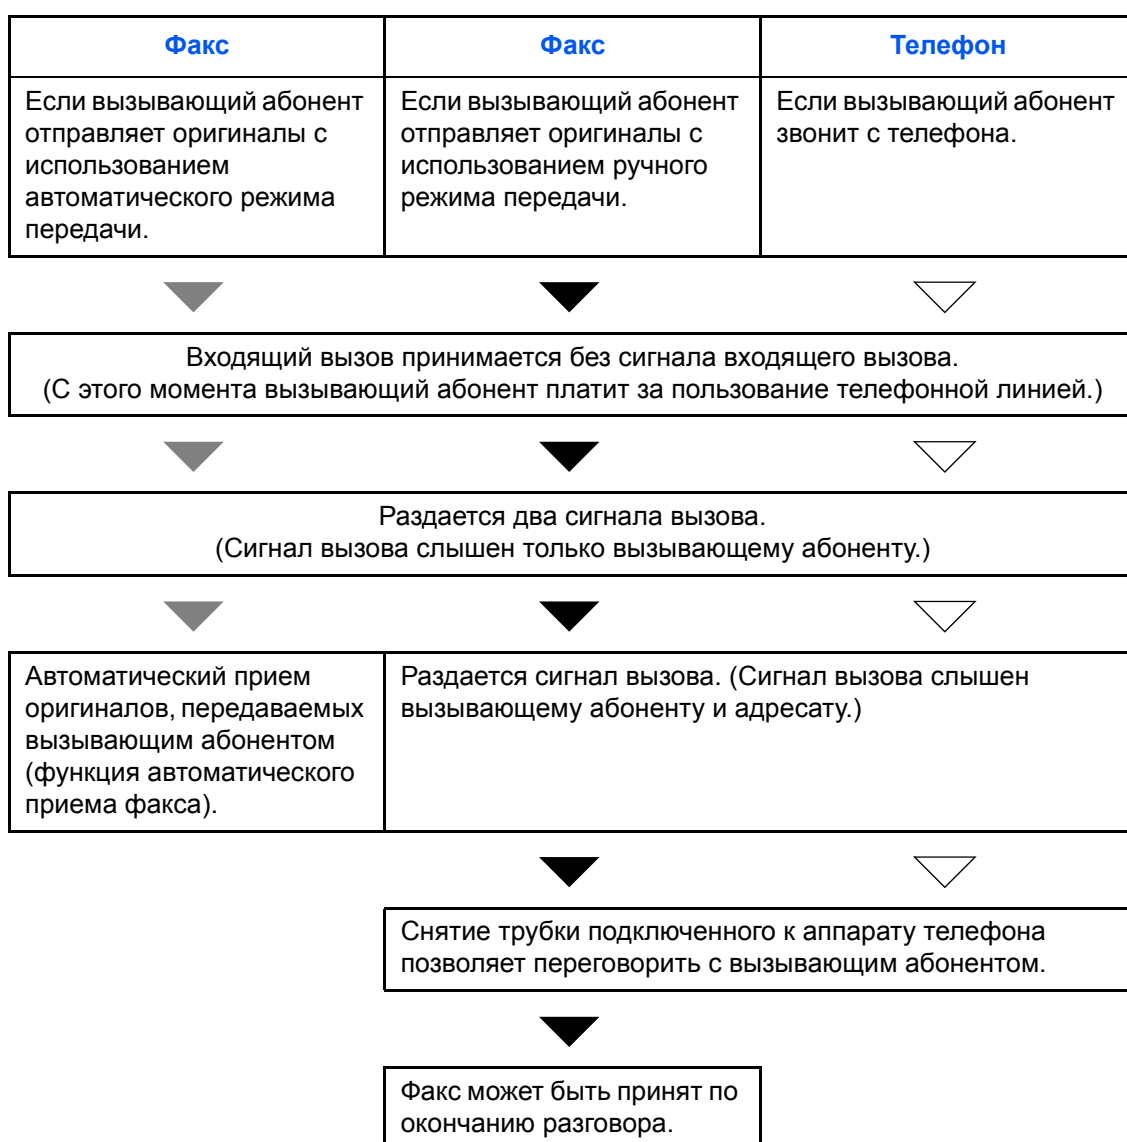 Факс
Факс
Телефон
Если вызывающий абонент
отправляет оригиналы с
использованием
автоматического режима
передачи.
Если вызывающий абонент
отправляет оригиналы с
использованием ручного
режима передачи.
Если вызывающий абонент
звонит с телефона.
Входящий вызов принимается без сигнала входящего вызова.
(С этого момента вызывающий абонент платит за пользование телефонной линией.)
Раздается два сигнала вызова.
(Сигнал вызова слышен только вызывающему абоненту.)
Автоматический прием
оригиналов, передаваемых
вызывающим абонентом
(функция автоматического
приема факса).
Раздается сигнал вызова. (Сигнал вызова слышен
вызывающему абоненту и адресату.)
Снятие трубки подключенного к аппарату телефона
позволяет переговорить с вызывающим абонентом.
Факс может быть принят по
окончанию разговора.